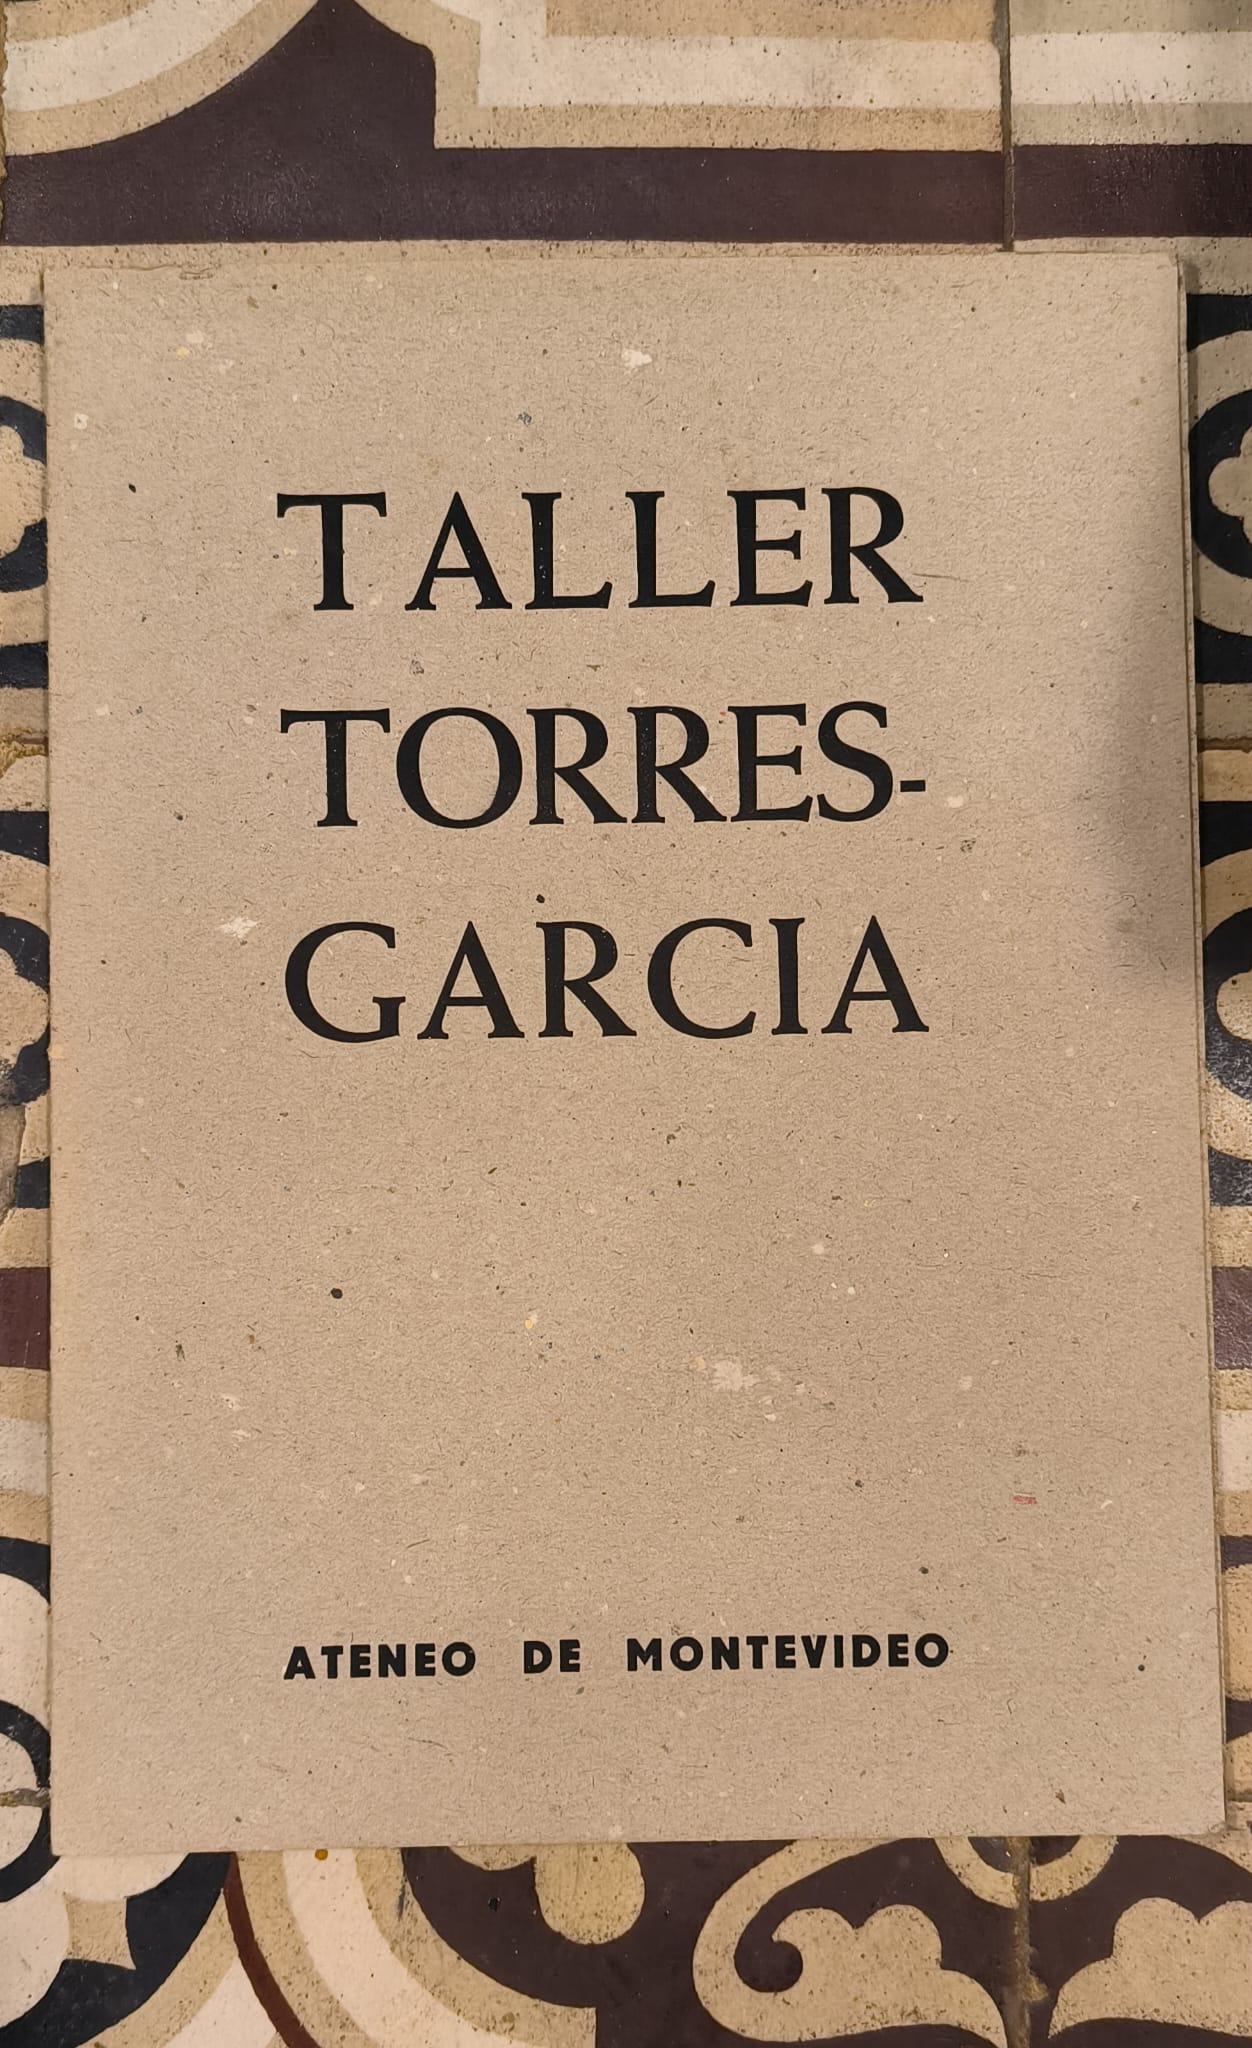 TALLER
TORRES-
GARCIA
ATENEO DE MONTEVIDEO